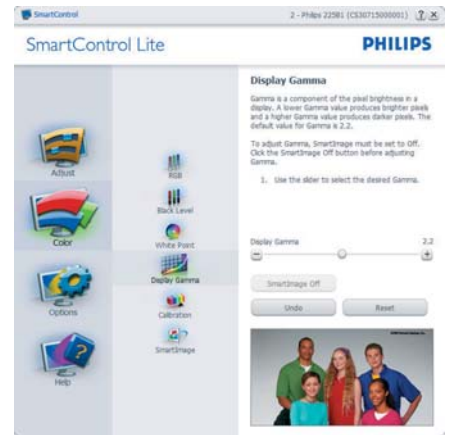 SmartControl
2 - Philips 225B1 (CS30715000001)
SmartControl Lite
PHILIPS
Adjust
Color
Options
Help
RGB
Black Level
White Point
Display Gamma
Calibration
SmartImage
Display Gamma
Gamma is a component of the pixel brightness in a
display. A lower Gamma value produces brighter pixels
and a higher Gamma value produces darker pixels. The
default value for Gamma is 2.2.
To adjust Gamma, SmartImage must be set to Off.
Click the SmartImage Off button before adjusting
Gamma.
1. Use the slider to select the desired Gamma.
Display Gamma 2.2
SmartImage Off
Undo Reset